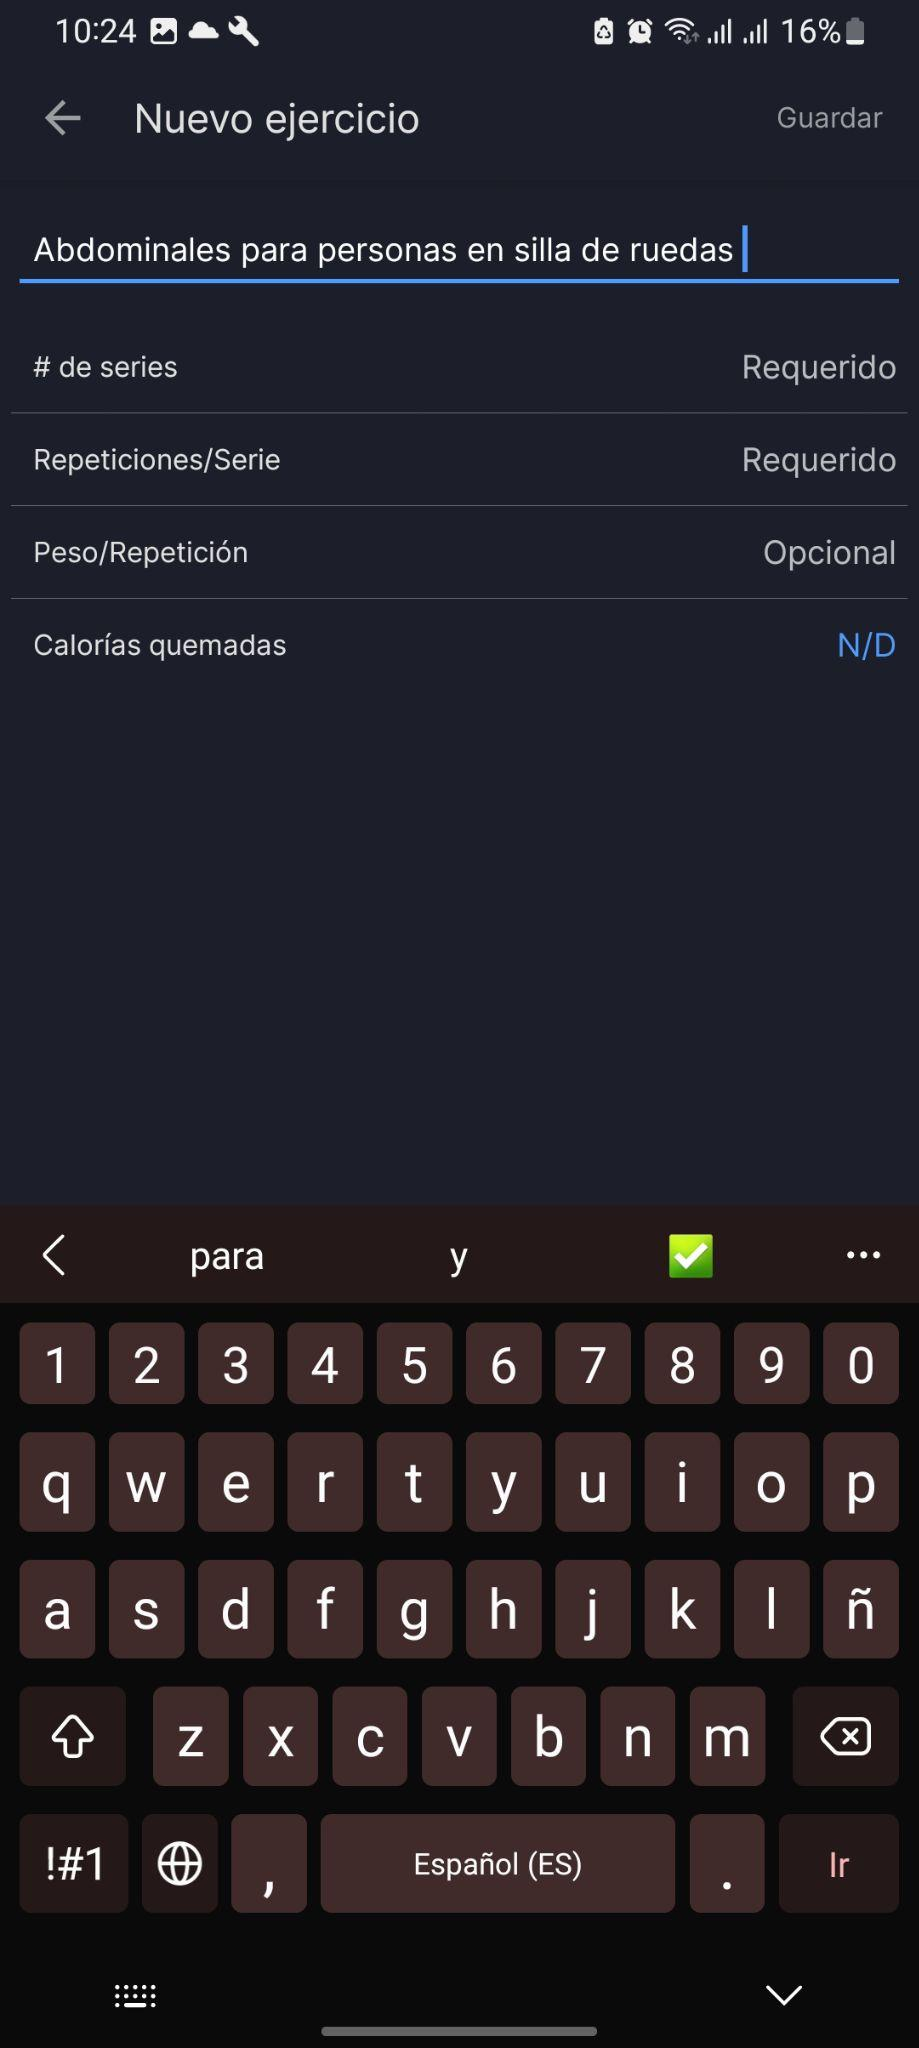 10:24
16%
Nuevo ejercicio
Guardar
Abdominales para personas en silla de ruedas
# de series
Requerido
Repeticiones/Serie
Requerido
Peso/Repetición
Opcional
Calorías quemadas
N/D
para
y
1 2 3 4 5 6 7 8 9 0
q w e r t y u i o p
a s d f g h j k l ñ
z x c v b n m
!#1 , Español (ES) . Ir